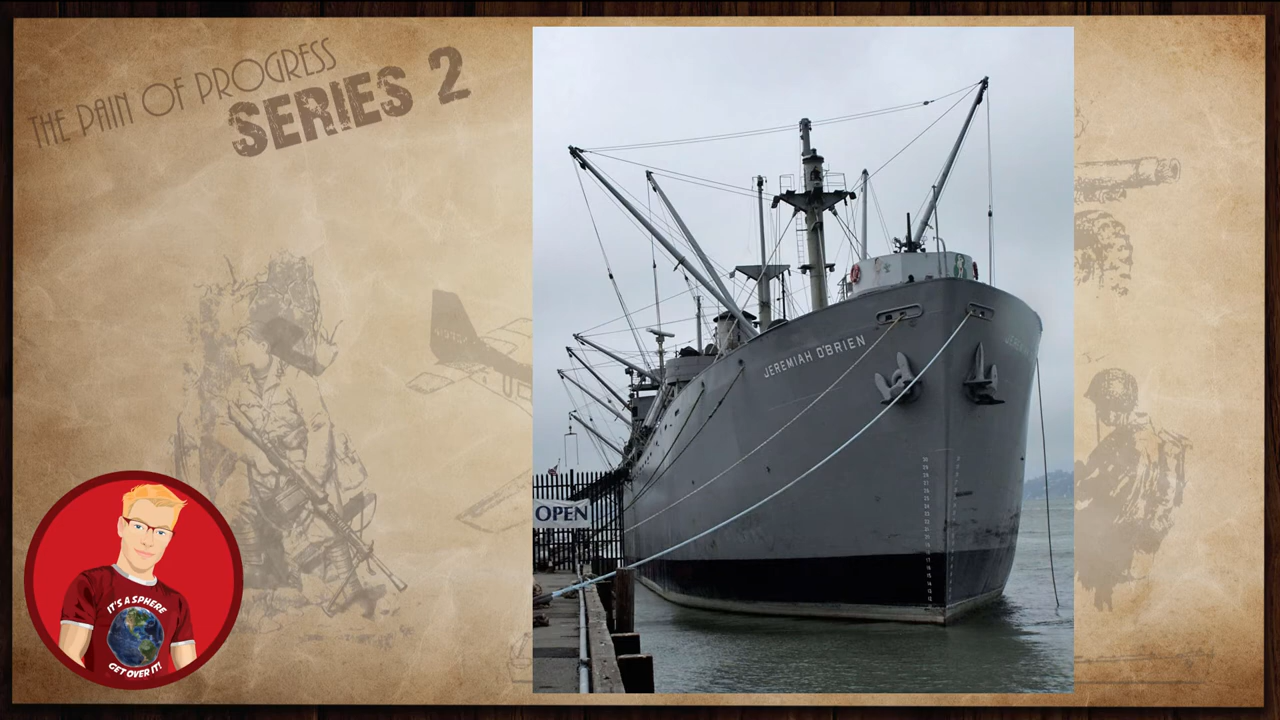 THE PAIN OF PROGRESS
SERIES 2
JEREMIAH O'BRIEN
OPEN
IT'S A SPHERE
GET OVER IT!